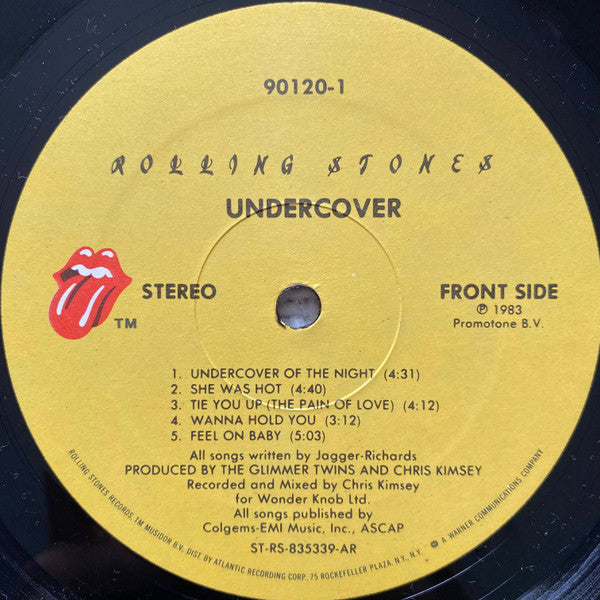 90120-1
ROLLING STONES
UNDERCOVER
TM
STEREO
FRONT SIDE
Ⓟ 1983
Promotone B.V.
1. UNDERCOVER OF THE NIGHT (4:31)
2. SHE WAS HOT (4:40)
3. TIE YOU UP (THE PAIN OF LOVE) (4:12)
4. WANNA HOLD YOU (3:12)
5. FEEL ON BABY (5:03)
All songs written by Jagger-Richards
PRODUCED BY THE GLIMMER TWINS AND CHRIS KIMSEY
Recorded and Mixed by Chris Kimsey
for Wonder Knob Ltd.
All songs published by
Colgems-EMI Music, Inc., ASCAP
ST-RS-835339-AR
ROLLING STONES RECORDS, TM MUSIDOR B.V. DIST BY ATLANTIC RECORDING CORP., 75 ROCKEFELLER PLAZA, N.Y., N.Y. A WARNER COMMUNICATIONS COMPANY